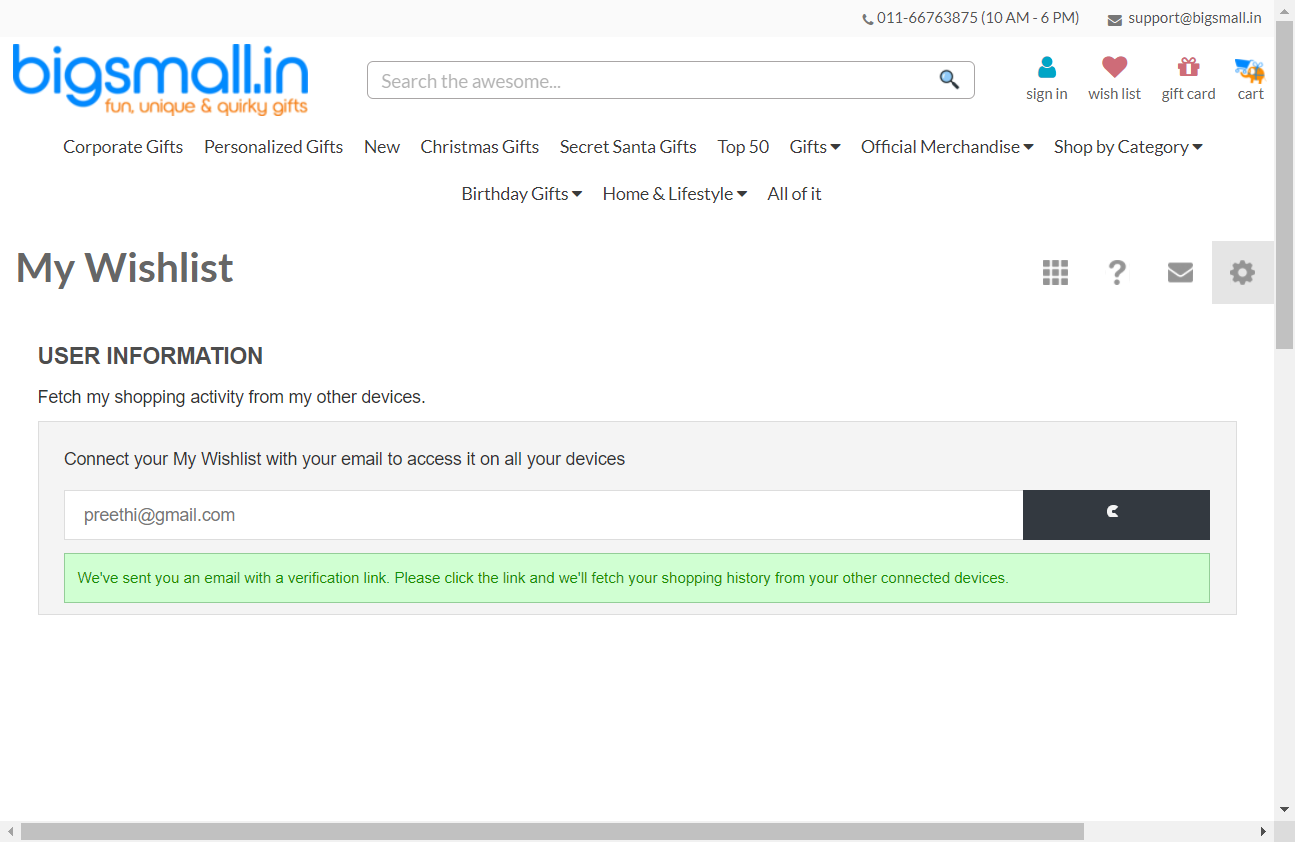 011-66763875 (10 AM - 6 PM) support@bigsmall.in
bigsmall.in
fun, unique & quirky gifts
Search the awesome...
sign in wish list gift card cart
Corporate Gifts Personalized Gifts New Christmas Gifts Secret Santa Gifts Top 50 Gifts Official Merchandise Shop by Category
Birthday Gifts Home & Lifestyle All of it
My Wishlist
USER INFORMATION
Fetch my shopping activity from my other devices.
Connect your My Wishlist with your email to access it on all your devices
preethi@gmail.com
We've sent you an email with a verification link. Please click the link and we'll fetch your shopping history from your other connected devices.